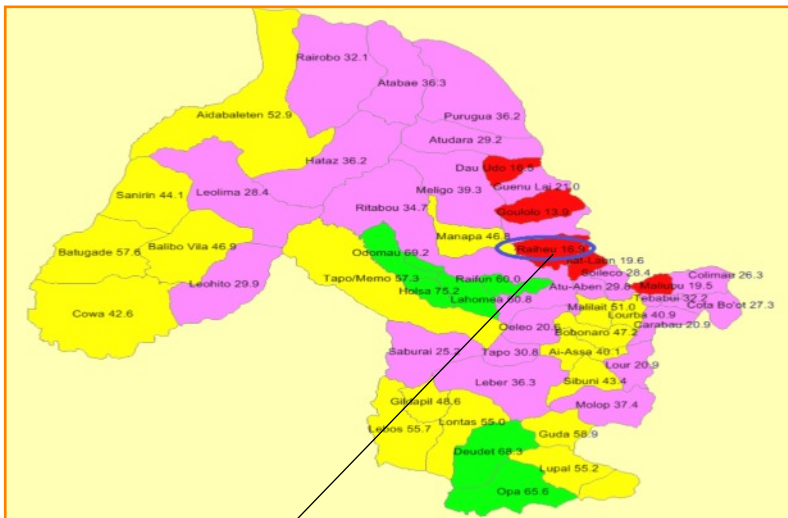 Rairobo 32.1
Atabae 36.3
Purugua 36.2
Aidabaleten 52.9
Atudara 29.2
Hataz 36.2
Dau Udo 16.5
Guenu Lai 21.0
Leolima 28.4
Meligo 39.3
Sanirin 44.1
Ritabou 34.7
Goulolo 13.9
Manapa 46.8
Batugade 57.6
Balibo Vila 46.9
Odomau 69.2
Raiheu 16.9
Aat-Laun 19.6
Soileco 28.4
Colimau 26.3
Tapo/Memo 57.3
Raifun 60.0
Leohito 29.9
Holsa 75.2
Atu-Aben 29.8
Maliubu 19.5
Tebabui 32.2
Lahomea 60.8
Cota Bo'ot 27.3
Malilait 51.0
Lourba 40.9
Cowa 42.6
Oeleo 20.6
Carabau 20.9
Bobonaro 47.2
Saburai 25.2
Tapo 30.8
Ai-Assa 40.1
Lour 20.9
Leber 36.3
Sibuni 43.4
Gildapil 48.6
Molop 37.4
Lontas 55.0
Lebos 55.7
Guda 58.9
Deudet 68.3
Lupal 55.2
Opa 65.6